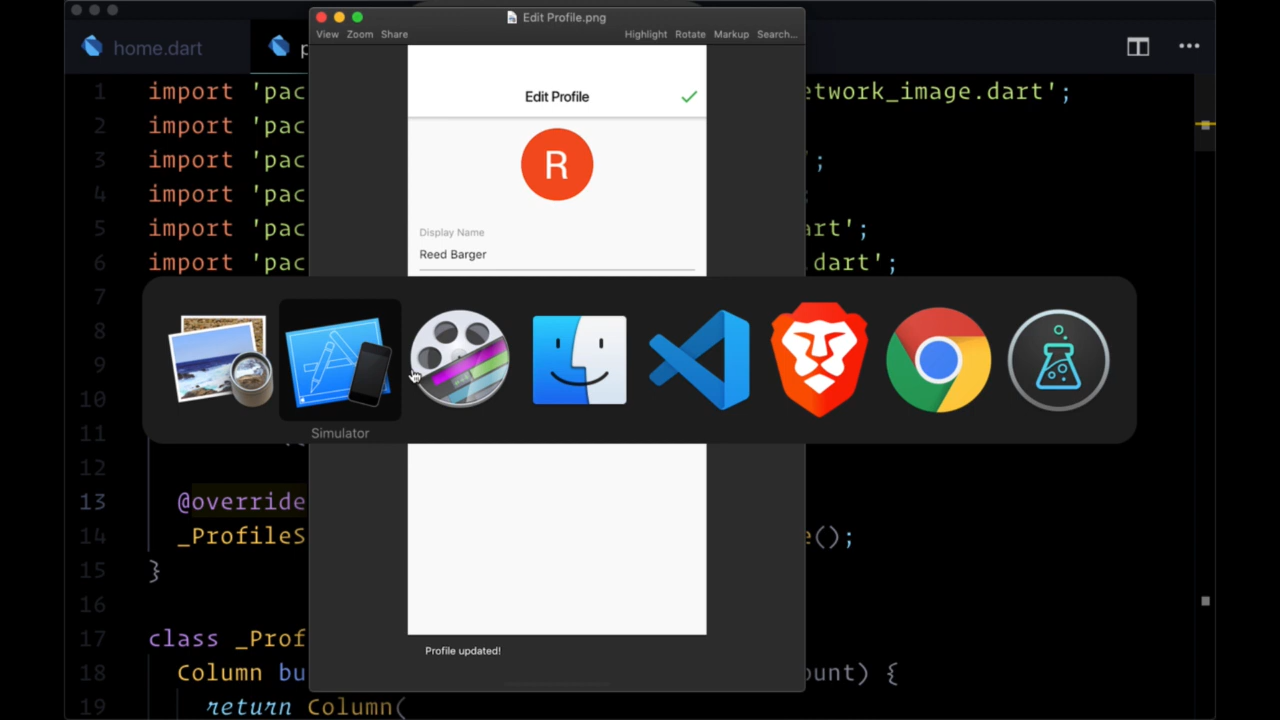 Edit Profile.png
View Zoom Share Highlight Rotate Markup Search...
home.dart
Edit Profile
R
Display Name
Reed Barger
Simulator
Profile updated!
1 import 'pac etwork_image.dart';
2 import 'pac
3 import 'pac ';
4 import 'pac ;
5 import 'pac art';
6 import 'pac .dart';
7
8
9
10
11
12
13 @override
14 _ProfileS e();
15 }
16
17 class _Prof
18 Column bu ount) {
19 return Column(